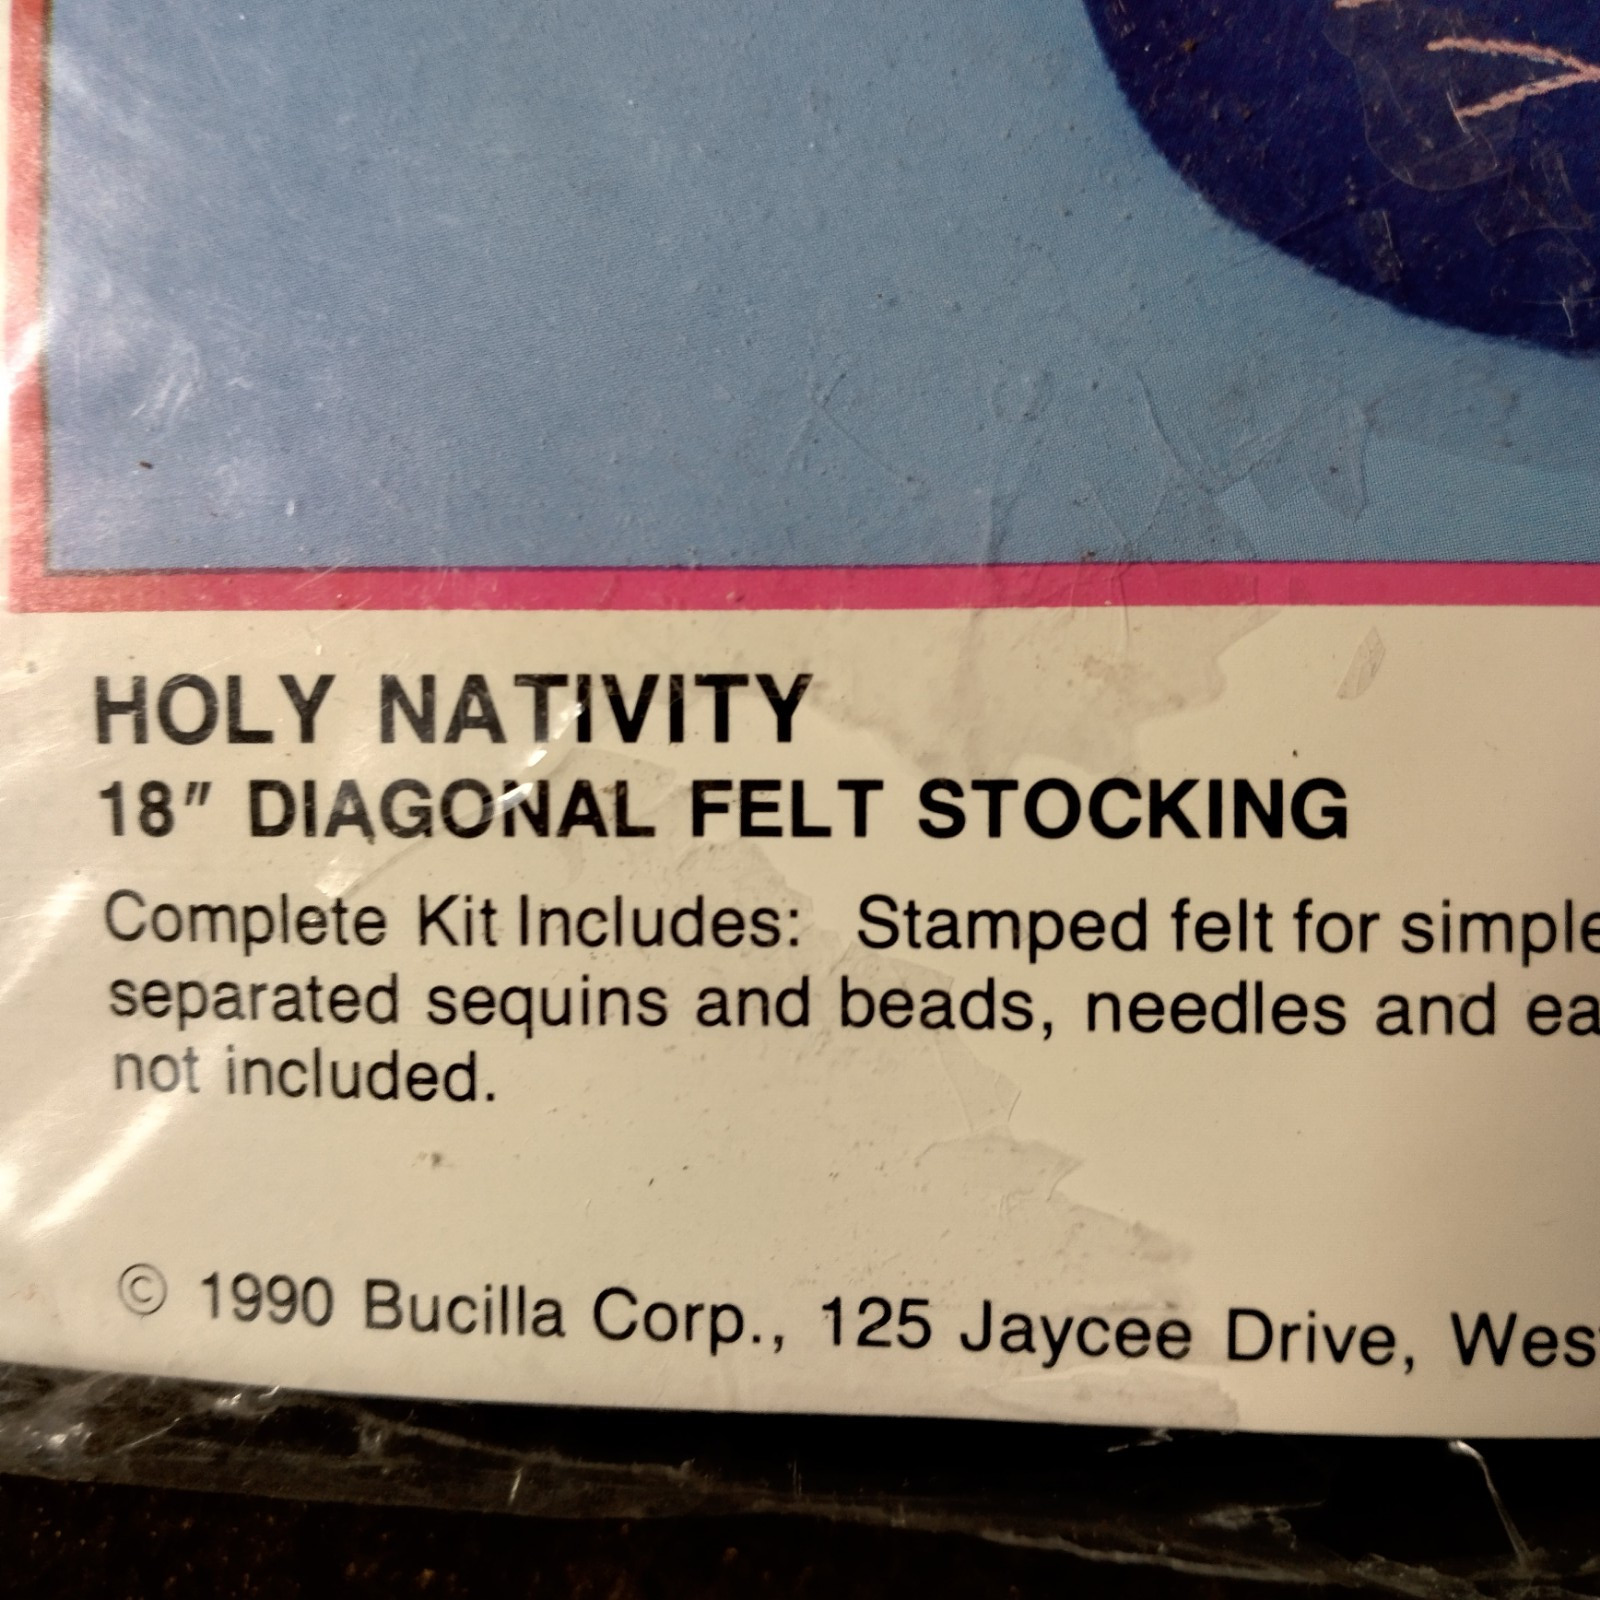 HOLY NATIVITY
18" DIAGONAL FELT STOCKING
Complete Kit Includes: Stamped felt for simple
separated sequins and beads, needles and ea
not included.
© 1990 Bucilla Corp., 125 Jaycee Drive, Wes